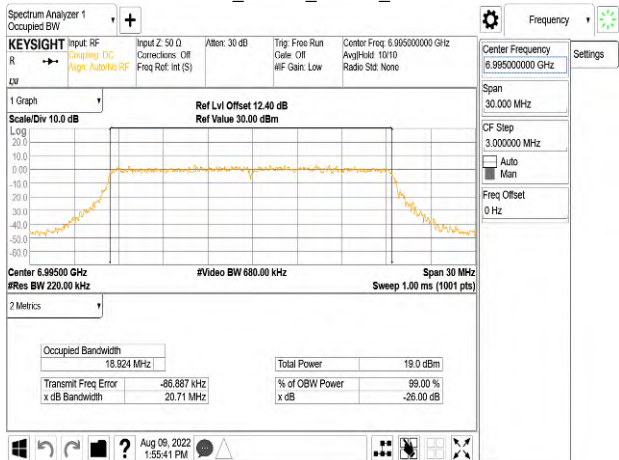 Spectrum Analyzer 1
Occupied BW
Frequency
KEYSIGHT
R
Input: RF
Coupling: DC
Align: Auto/No RF
Input Z: 50 Ω
Corrections: Off
Freq Ref: Int (S)
Atten: 30 dB
Trig: Free Run
Gate: Off
#IF Gain: Low
Center Freq: 6.995000000 GHz
Avg|Hold: 10/10
Radio Std: None
Center Frequency
6.995000000 GHz
Settings
Span
30.000 MHz
CF Step
3.000000 MHz
Auto
Man
Freq Offset
0 Hz
1 Graph
Scale/Div 10.0 dB
Ref Lvl Offset 12.40 dB
Ref Value 30.00 dBm
Log
20.0
10.0
0.00
-10.0
-20.0
-30.0
-40.0
-50.0
-60.0
Center 6.99500 GHz
#Res BW 220.00 kHz
#Video BW 680.00 kHz
Span 30 MHz
Sweep 1.00 ms (1001 pts)
2 Metrics
Occupied Bandwidth
18.924 MHz
Transmit Freq Error -86.887 kHz
x dB Bandwidth 20.71 MHz
Total Power 19.0 dBm
% of OBW Power 99.00 %
x dB -26.00 dB
?
Aug 09, 2022
1:55:41 PM